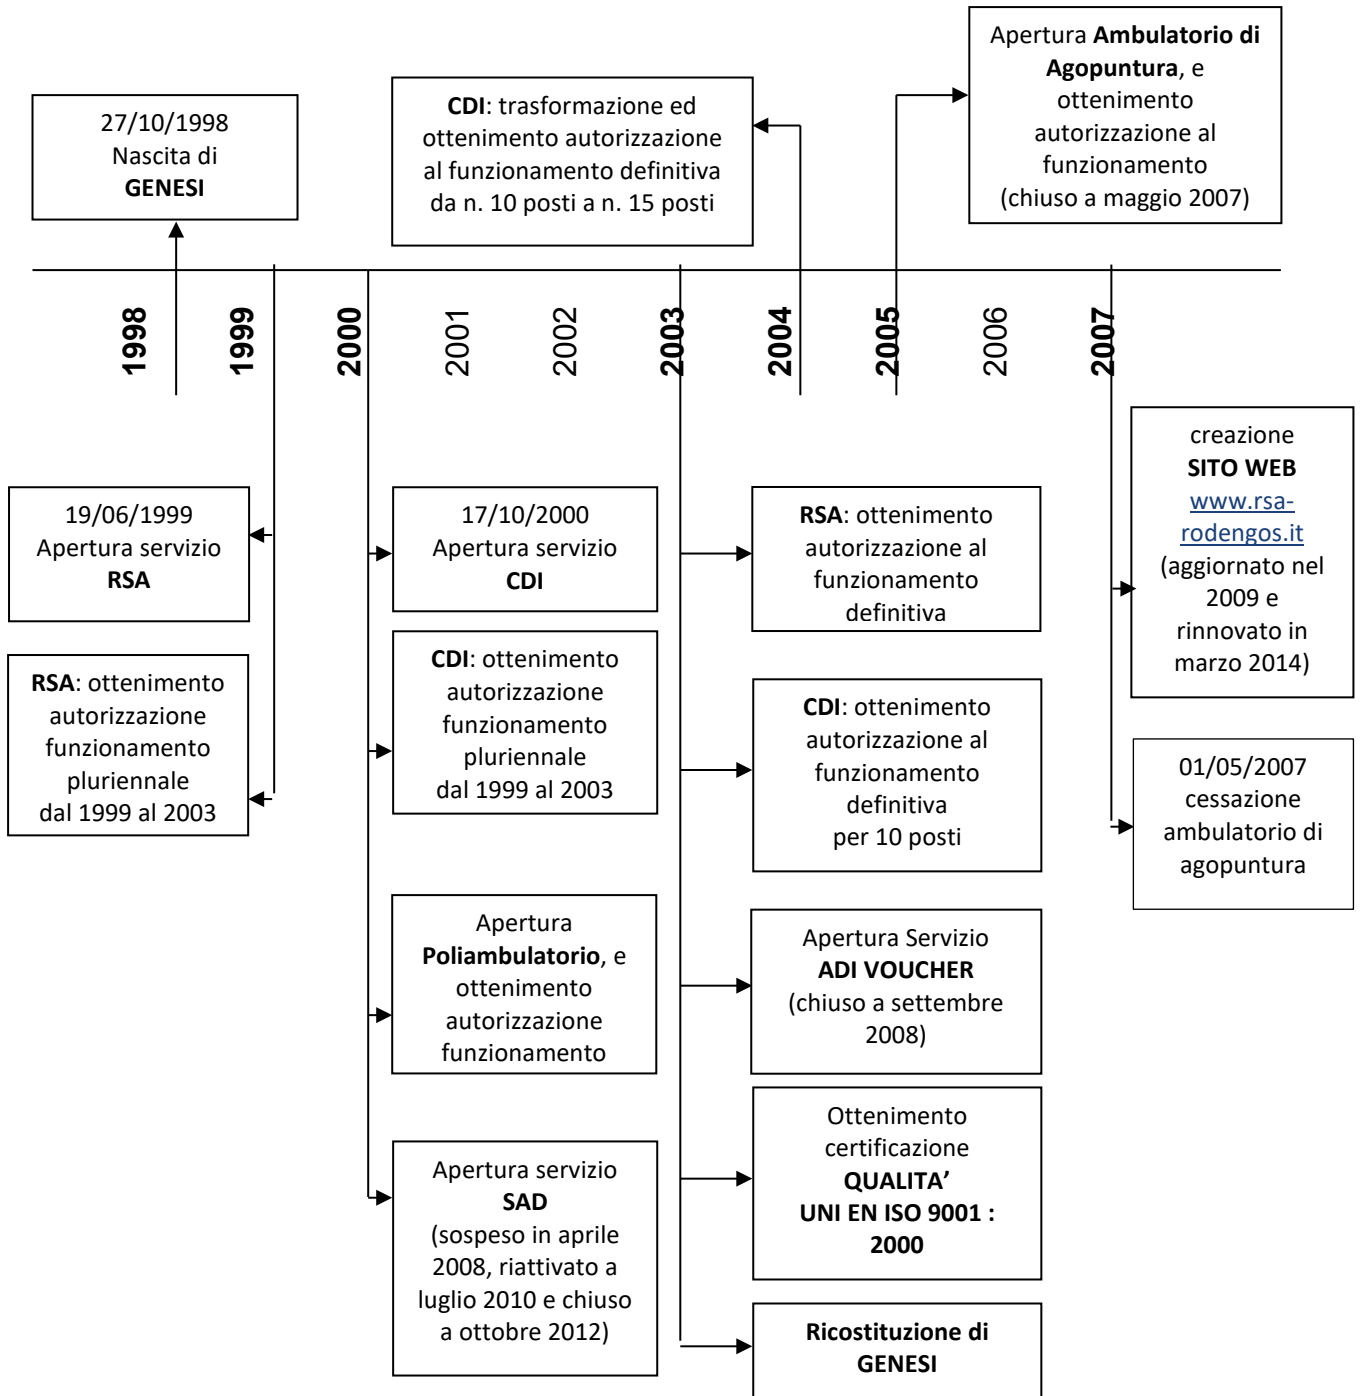 27/10/1998
Nascita di
GENESI
CDI: trasformazione ed
ottenimento autorizzazione
al funzionamento definitiva
da n. 10 posti a n. 15 posti
Apertura Ambulatorio di
Agopuntura, e
ottenimento
autorizzazione al
funzionamento
(chiuso a maggio 2007)
1998
1999
2000
2001
2002
2003
2004
2005
2006
2007
19/06/1999
Apertura servizio
RSA
RSA: ottenimento
autorizzazione
funzionamento
pluriennale
dal 1999 al 2003
17/10/2000
Apertura servizio
CDI
CDI: ottenimento
autorizzazione
funzionamento
pluriennale
dal 1999 al 2003
Apertura
Poliambulatorio, e
ottenimento
autorizzazione
funzionamento
Apertura servizio
SAD
(sospeso in aprile
2008, riattivato a
luglio 2010 e chiuso
a ottobre 2012)
RSA: ottenimento
autorizzazione al
funzionamento
definitiva
CDI: ottenimento
autorizzazione al
funzionamento
definitiva
per 10 posti
Apertura Servizio
ADI VOUCHER
(chiuso a settembre
2008)
Ottenimento
certificazione
QUALITA’
UNI EN ISO 9001 :
2000
Ricostituzione di
GENESI
creazione
SITO WEB
www.rsa-
rodengos.it
(aggiornato nel
2009 e
rinnovato in
marzo 2014)
01/05/2007
cessazione
ambulatorio di
agopuntura